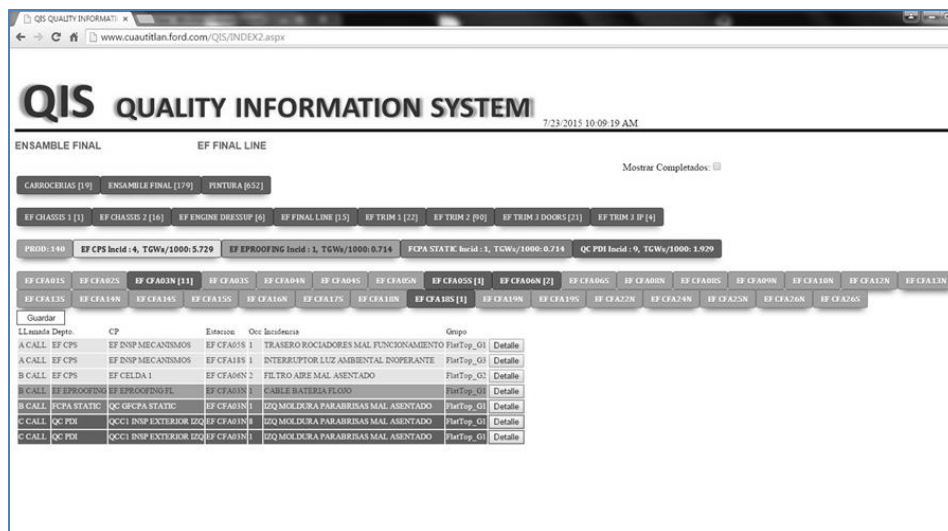 QIS QUALITY INFORMATI ×
www.cuautitlan.ford.com/QIS/INDEX2.aspx
QIS QUALITY INFORMATION SYSTEM
7/23/2015 10:09:19 AM
ENSAMBLE FINAL EF FINAL LINE
Mostrar Completados:
CARROCERIAS [19] ENSAMBLE FINAL [179] PINTURA [652]
EF CHASSIS 1 [1] EF CHASSIS 2 [16] EF ENGINE DRESSUP [6] EF FINAL LINE [15] EF TRIM 1 [22] EF TRIM 2 [90] EF TRIM 3 DOORS [21] EF TRIM 3 IP [4]
PROD: 140 EF CPS Incid : 4, TGWs/1000: 5.729 EF EPROOFING Incid : 1, TGWs/1000: 0.714 FCPA STATIC Incid : 1, TGWs/1000: 0.714 QC PDI Incid : 9, TGWs/1000: 1.929
EF CFA01S EF CFA02S EF CFA03N [11] EF CFA03S EF CFA04N EF CFA04S EF CFA05N EF CFA05S [1] EF CFA06N [2] EF CFA06S EF CFA08N EF CFA08S EF CFA09N EF CFA10N EF CFA12N EF CFA13N
EF CFA13S EF CFA14N EF CFA14S EF CFA15S EF CFA16N EF CFA17S EF CFA18N EF CFA18S [1] EF CFA19N EF CFA19S EF CFA22N EF CFA24N EF CFA25N EF CFA26N EF CFA26S
Guardar
LLamada Depto. CP Estacion Occ Incidencia Grupo
A CALL EF CPS EF INSP MECANISMOS EF CFA05S 1 TRASERO ROCIADORES MAL FUNCIONAMIENTO FlatTop_G1 Detalle
A CALL EF CPS EF INSP MECANISMOS EF CFA18S 1 INTERRUPTOR LUZ AMBIENTAL INOPERANTE FlatTop_G3 Detalle
B CALL EF CPS EF CELDA 1 EF CFA06N 2 FILTRO AIRE MAL ASENTADO FlatTop_G2 Detalle
B CALL EF EPROOFING EF EPROOFING FL EF CFA03N 1 CABLE BATERIA FLOJO FlatTop_G1 Detalle
B CALL FCPA STATIC QC GFCPA STATIC EF CFA03N 1 IZQ MOLDURA PARABRISAS MAL ASENTADO FlatTop_G1 Detalle
C CALL QC PDI QCC1 INSP EXTERIOR IZQ EF CFA03N 8 IZQ MOLDURA PARABRISAS MAL ASENTADO FlatTop_G1 Detalle
C CALL QC PDI QCC1 INSP EXTERIOR IZQ EF CFA03N 1 IZQ MOLDURA PARABRISAS MAL ASENTADO FlatTop_G1 Detalle